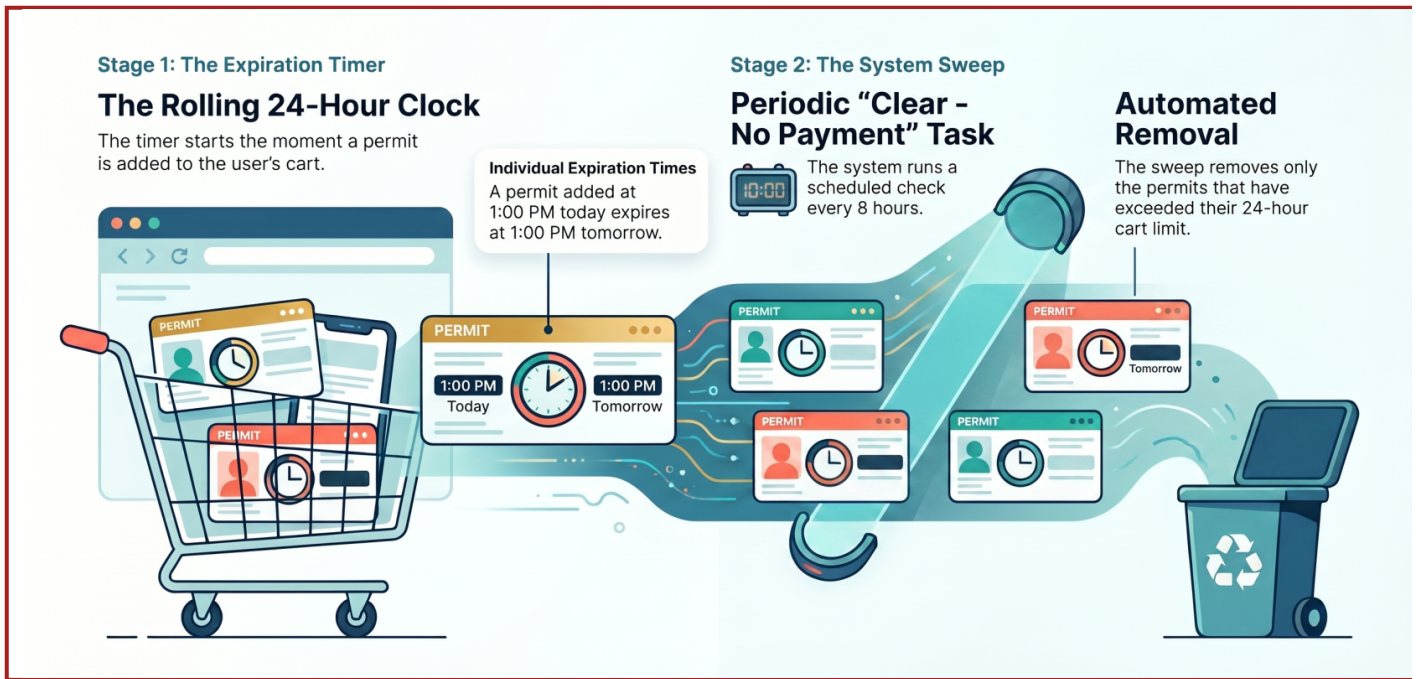 Stage 1: The Expiration Timer
The Rolling 24-Hour Clock
The timer starts the moment a permit
is added to the user's cart.
Individual Expiration Times
A permit added at
1:00 PM today expires
at 1:00 PM tomorrow.
PERMIT
PERMIT
PERMIT
1:00 PM
Today
1:00 PM
Tomorrow
Stage 2: The System Sweep
Periodic “Clear -
No Payment” Task
10:00
The system runs a
scheduled check
every 8 hours.
Automated
Removal
The sweep removes only
the permits that have
exceeded their 24-hour
cart limit.
PERMIT
PERMIT
Tomorrow
PERMIT
PERMIT